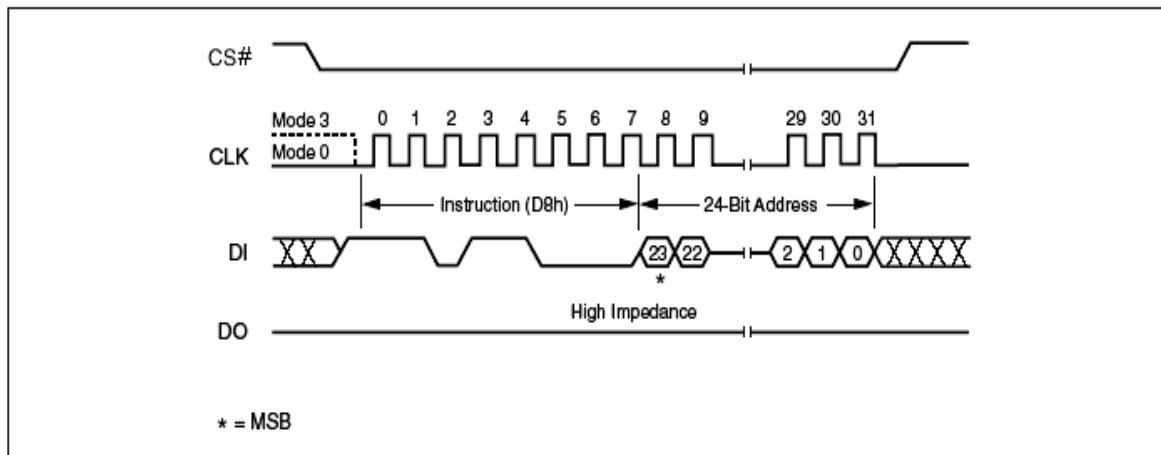 CS#
Mode 3
0 1 2 3 4 5 6 7 8 9 29 30 31
CLK
Mode 0
Instruction (D8h) 24-Bit Address
DI
23 22 2 1 0
*
High Impedance
DO
* = MSB